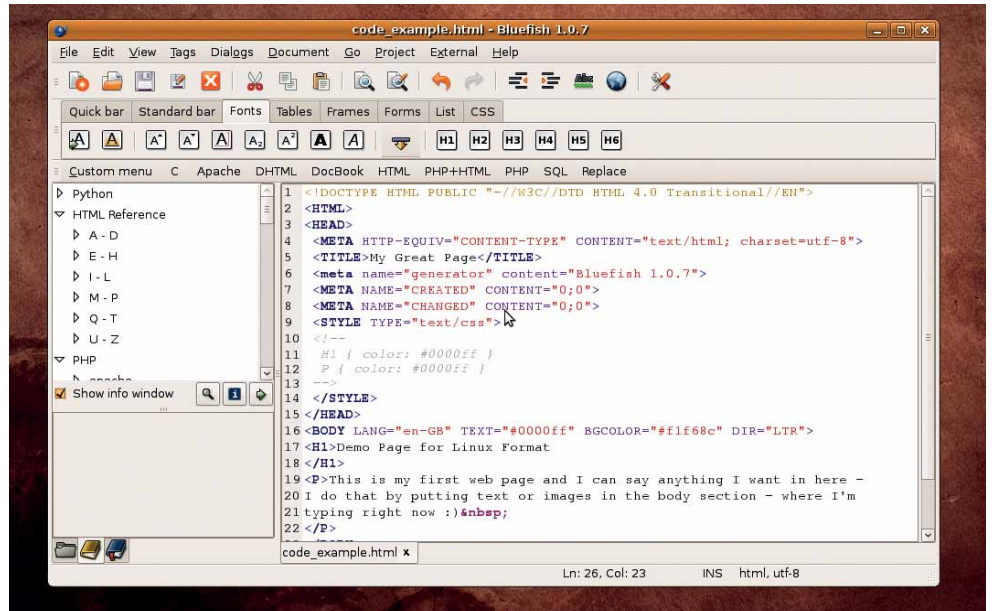 code_example.html - Bluefish 1.0.7
File Edit View Tags Dialogs Document Go Project External Help
Abc
Quick bar Standard bar Fonts Tables Frames Forms List CSS
A A A A A A₂ A² A A H1 H2 H3 H4 H5 H6
Custom menu C Apache DHTML DocBook HTML PHP+HTML PHP SQL Replace
Python
HTML Reference
A - D
E - H
I - L
M - P
Q - T
U - Z
PHP
apache
Show info window
1 <!DOCTYPE HTML PUBLIC "-//W3C//DTD HTML 4.0 Transitional//EN">
2 <HTML>
3 <HEAD>
4 <META HTTP-EQUIV="CONTENT-TYPE" CONTENT="text/html; charset=utf-8">
5 <TITLE>My Great Page</TITLE>
6 <meta name="generator" content="Bluefish 1.0.7">
7 <META NAME="CREATED" CONTENT="0;0">
8 <META NAME="CHANGED" CONTENT="0;0">
9 <STYLE TYPE="text/css">
10 <!--
11 H1 { color: #0000ff }
12 P { color: #0000ff }
13 -->
14 </STYLE>
15 </HEAD>
16 <BODY LANG="en-GB" TEXT="#0000ff" BGCOLOR="#f1f68c" DIR="LTR">
17 <H1>Demo Page for Linux Format
18 </H1>
19 <P>This is my first web page and I can say anything I want in here –
20 I do that by putting text or images in the body section – where I'm
21 typing right now :)&nbsp;
22 </P>
code_example.html x
Ln: 26, Col: 23 INS html, utf-8